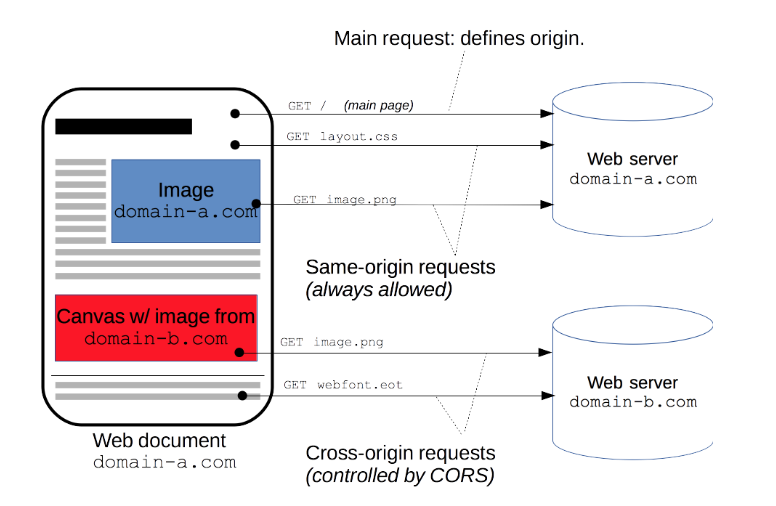 Main request: defines origin.
GET / (main page)
GET layout.css
Web server
domain-a.com
Image
domain-a.com
GET image.png
Same-origin requests
(always allowed)
Canvas w/ image from
domain-b.com
GET image.png
GET webfont.eot
Web server
domain-b.com
Web document
domain-a.com
Cross-origin requests
(controlled by CORS)